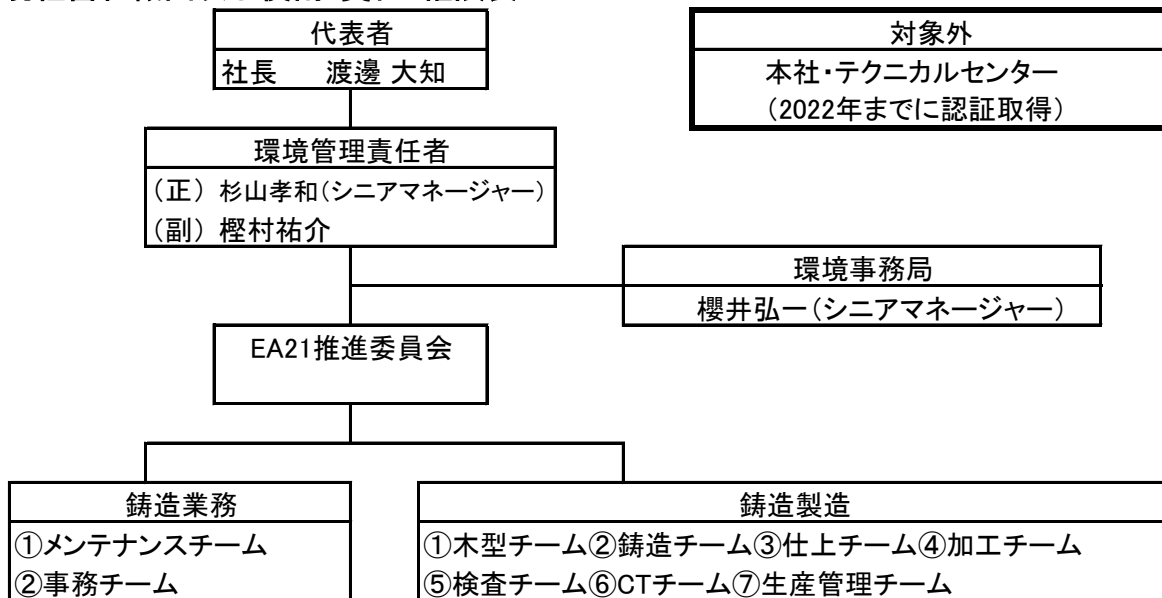 代表者
社長 渡邊 大知
対象外
本社・テクニカルセンター
（2022年までに認証取得）
環境管理責任者
（正）杉山孝和（シニアマネージャー）
（副）樫村祐介
環境事務局
櫻井弘一（シニアマネージャー）
EA21推進委員会
鋳造業務
①メンテナンスチーム
②事務チーム
鋳造製造
①木型チーム②鋳造チーム③仕上チーム④加工チーム
⑤検査チーム⑥CTチーム⑦生産管理チーム